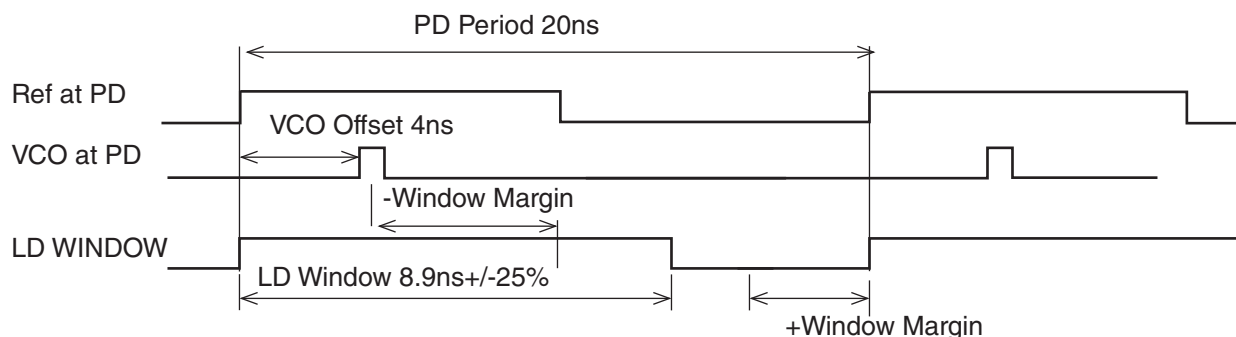 PD Period 20ns
Ref at PD
VCO Offset 4ns
VCO at PD
-Window Margin
LD WINDOW
LD Window 8.9ns+/-25%
+Window Margin